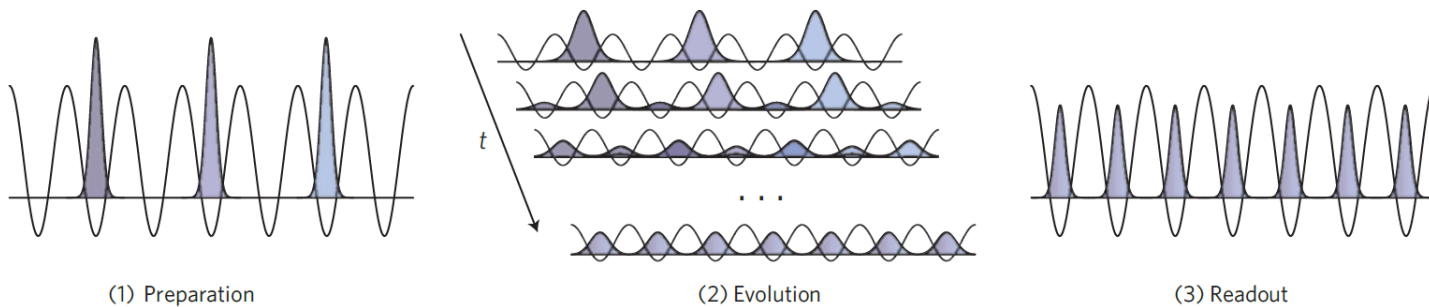 t
. . .
(1) Preparation
(2) Evolution
(3) Readout